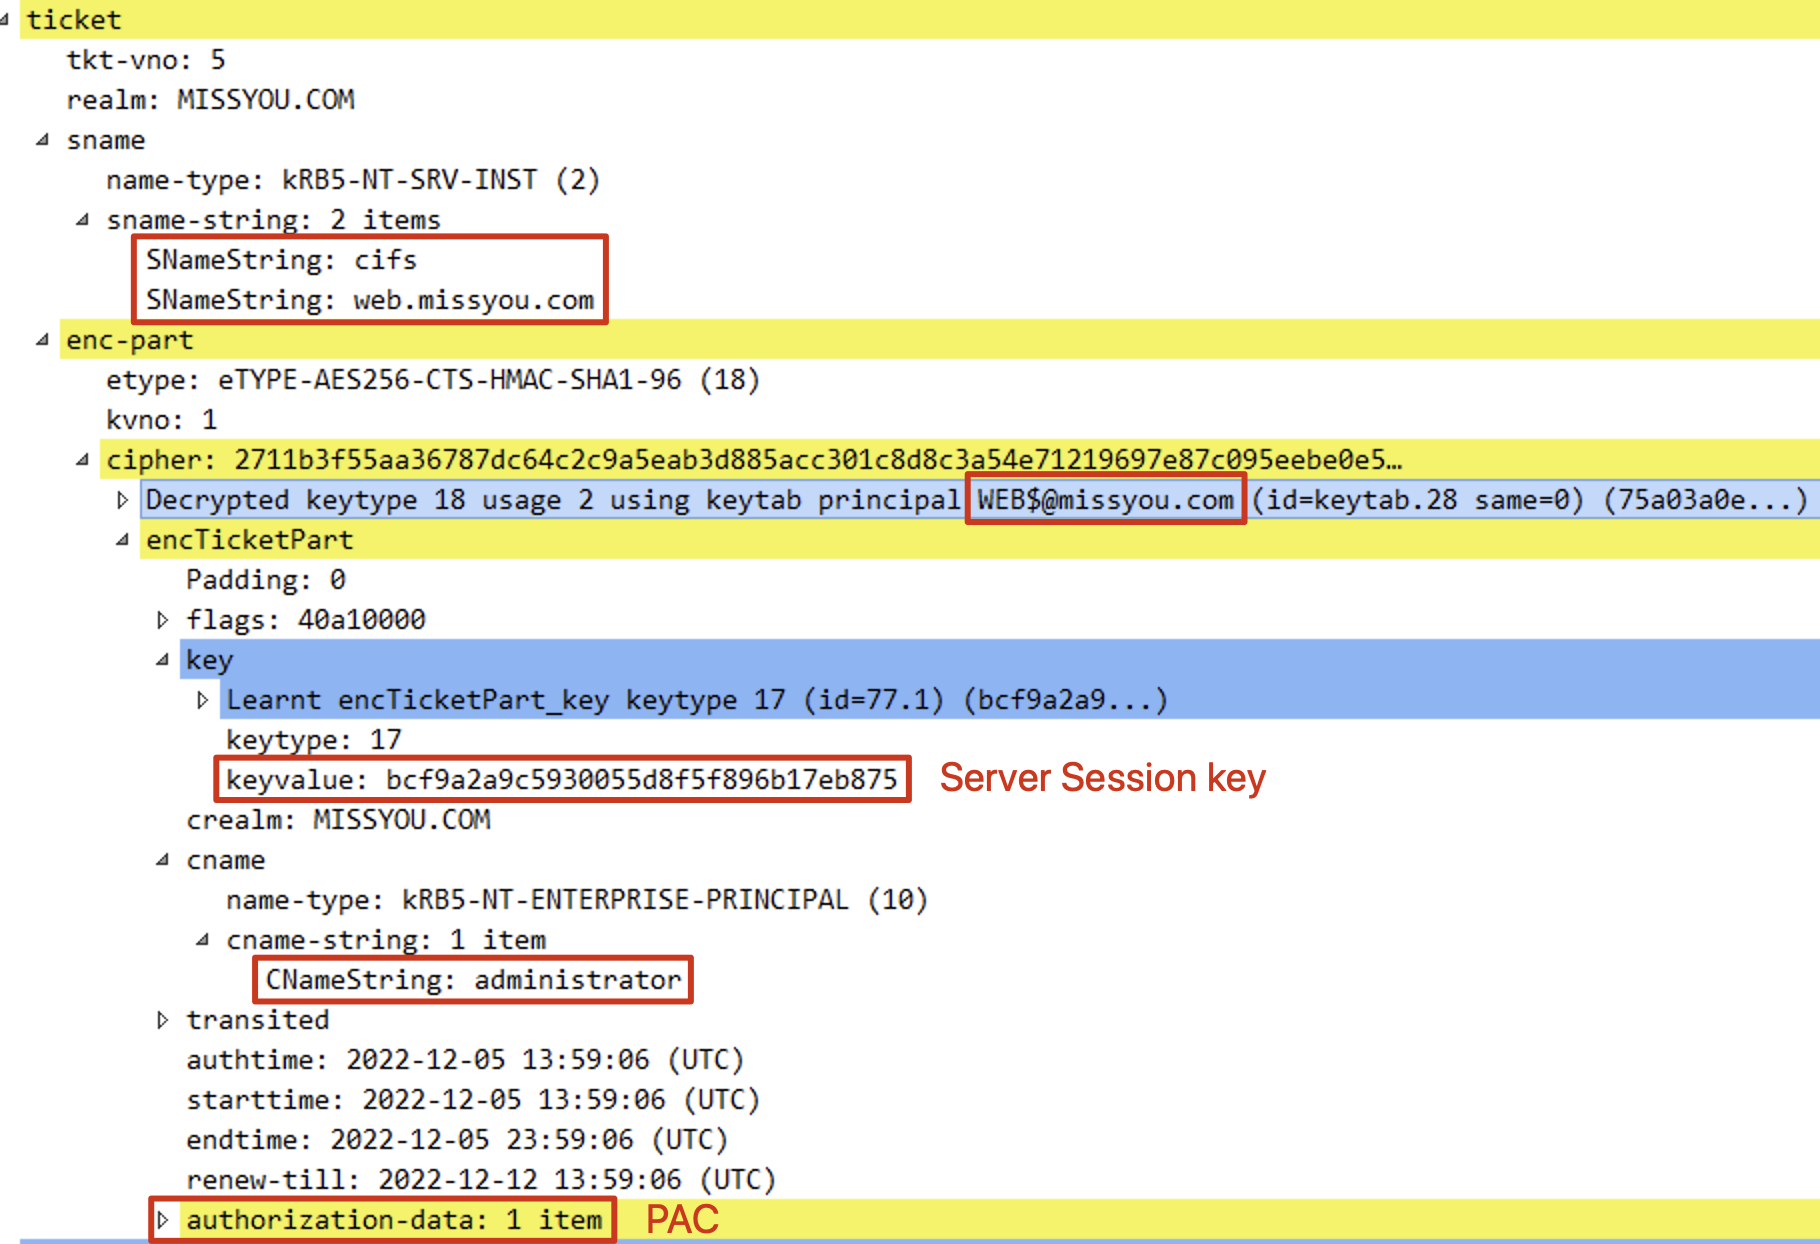 ticket
tkt-vno: 5
realm: MISSYOU.COM
sname
name-type: kRB5-NT-SRV-INST (2)
sname-string: 2 items
SNameString: cifs
SNameString: web.missyou.com
enc-part
etype: eTYPE-AES256-CTS-HMAC-SHA1-96 (18)
kvno: 1
cipher: 2711b3f55aa36787dc64c2c9a5eab3d885acc301c8d8c3a54e71219697e87c095eebe0e5…
Decrypted keytype 18 usage 2 using keytab principal WEB$@missyou.com (id=keytab.28 same=0) (75a03a0e...)
encTicketPart
Padding: 0
flags: 40a10000
key
Learnt encTicketPart_key keytype 17 (id=77.1) (bcf9a2a9...)
keytype: 17
keyvalue: bcf9a2a9c5930055d8f5f896b17eb875 Server Session key
crealm: MISSYOU.COM
cname
name-type: kRB5-NT-ENTERPRISE-PRINCIPAL (10)
cname-string: 1 item
CNameString: administrator
transited
authtime: 2022-12-05 13:59:06 (UTC)
starttime: 2022-12-05 13:59:06 (UTC)
endtime: 2022-12-05 23:59:06 (UTC)
renew-till: 2022-12-12 13:59:06 (UTC)
authorization-data: 1 item PAC